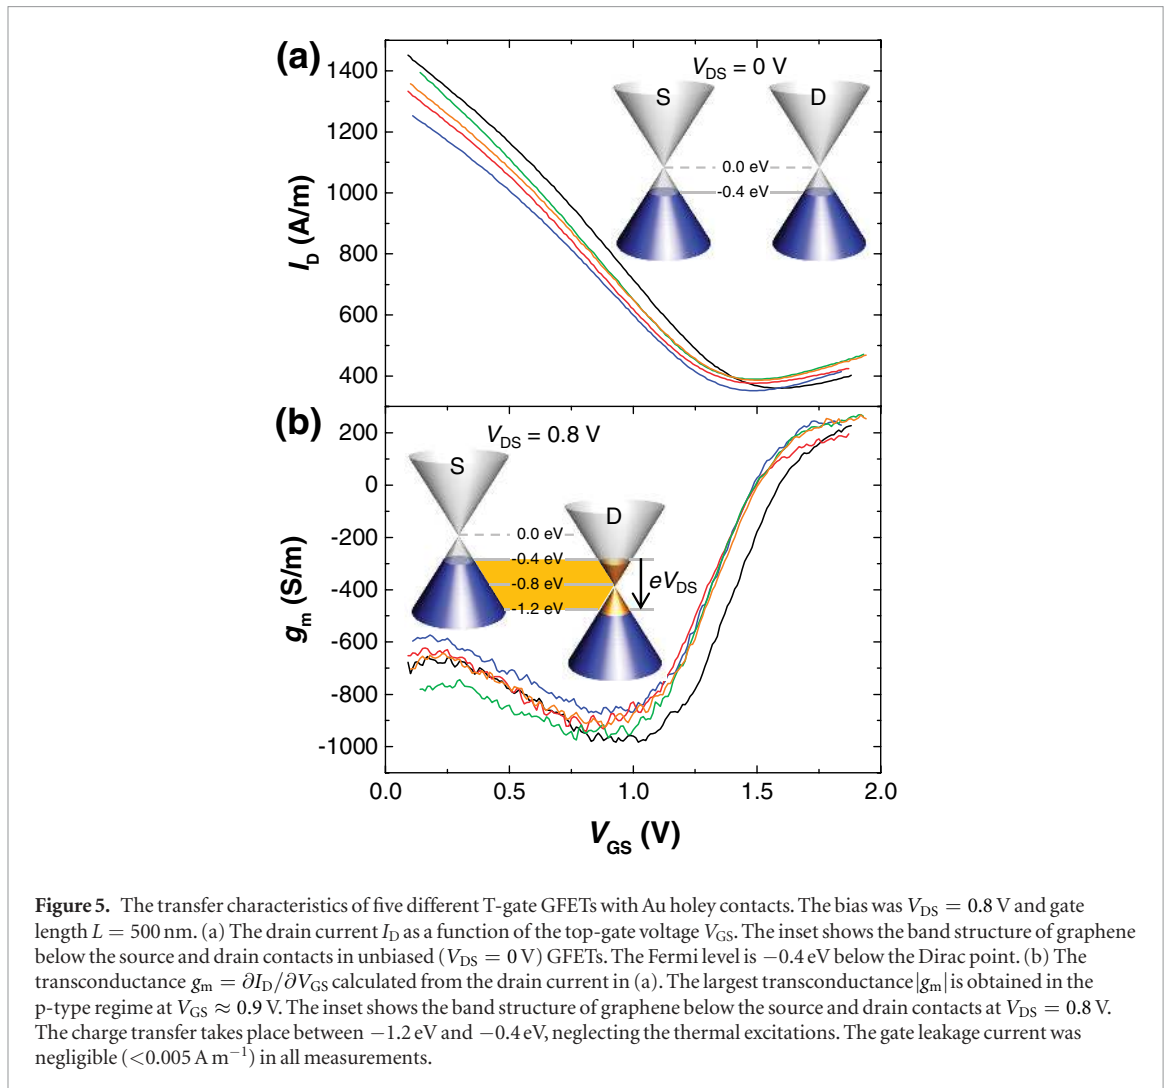 (a)
V_DS = 0 V
S
D
0.0 eV
-0.4 eV
1400
1200
1000
800
600
400
I_D (A/m)
(b)
V_DS = 0.8 V
S
D
0.0 eV
-0.4 eV
-0.8 eV
-1.2 eV
eV_DS
200
0
-200
-400
-600
-800
-1000
g_m (S/m)
0.0 0.5 1.0 1.5 2.0
V_GS (V)
Figure 5. The transfer characteristics of five different T-gate GFETs with Au holey contacts. The bias was V_DS = 0.8 V and gate
length L = 500 nm. (a) The drain current I_D as a function of the top-gate voltage V_GS. The inset shows the band structure of graphene
below the source and drain contacts in unbiased (V_DS = 0 V) GFETs. The Fermi level is −0.4 eV below the Dirac point. (b) The
transconductance g_m = ∂I_D/∂V_GS calculated from the drain current in (a). The largest transconductance |g_m| is obtained in the
p-type regime at V_GS ≈ 0.9 V. The inset shows the band structure of graphene below the source and drain contacts at V_DS = 0.8 V.
The charge transfer takes place between −1.2 eV and −0.4 eV, neglecting the thermal excitations. The gate leakage current was
negligible (<0.005 A m⁻¹) in all measurements.